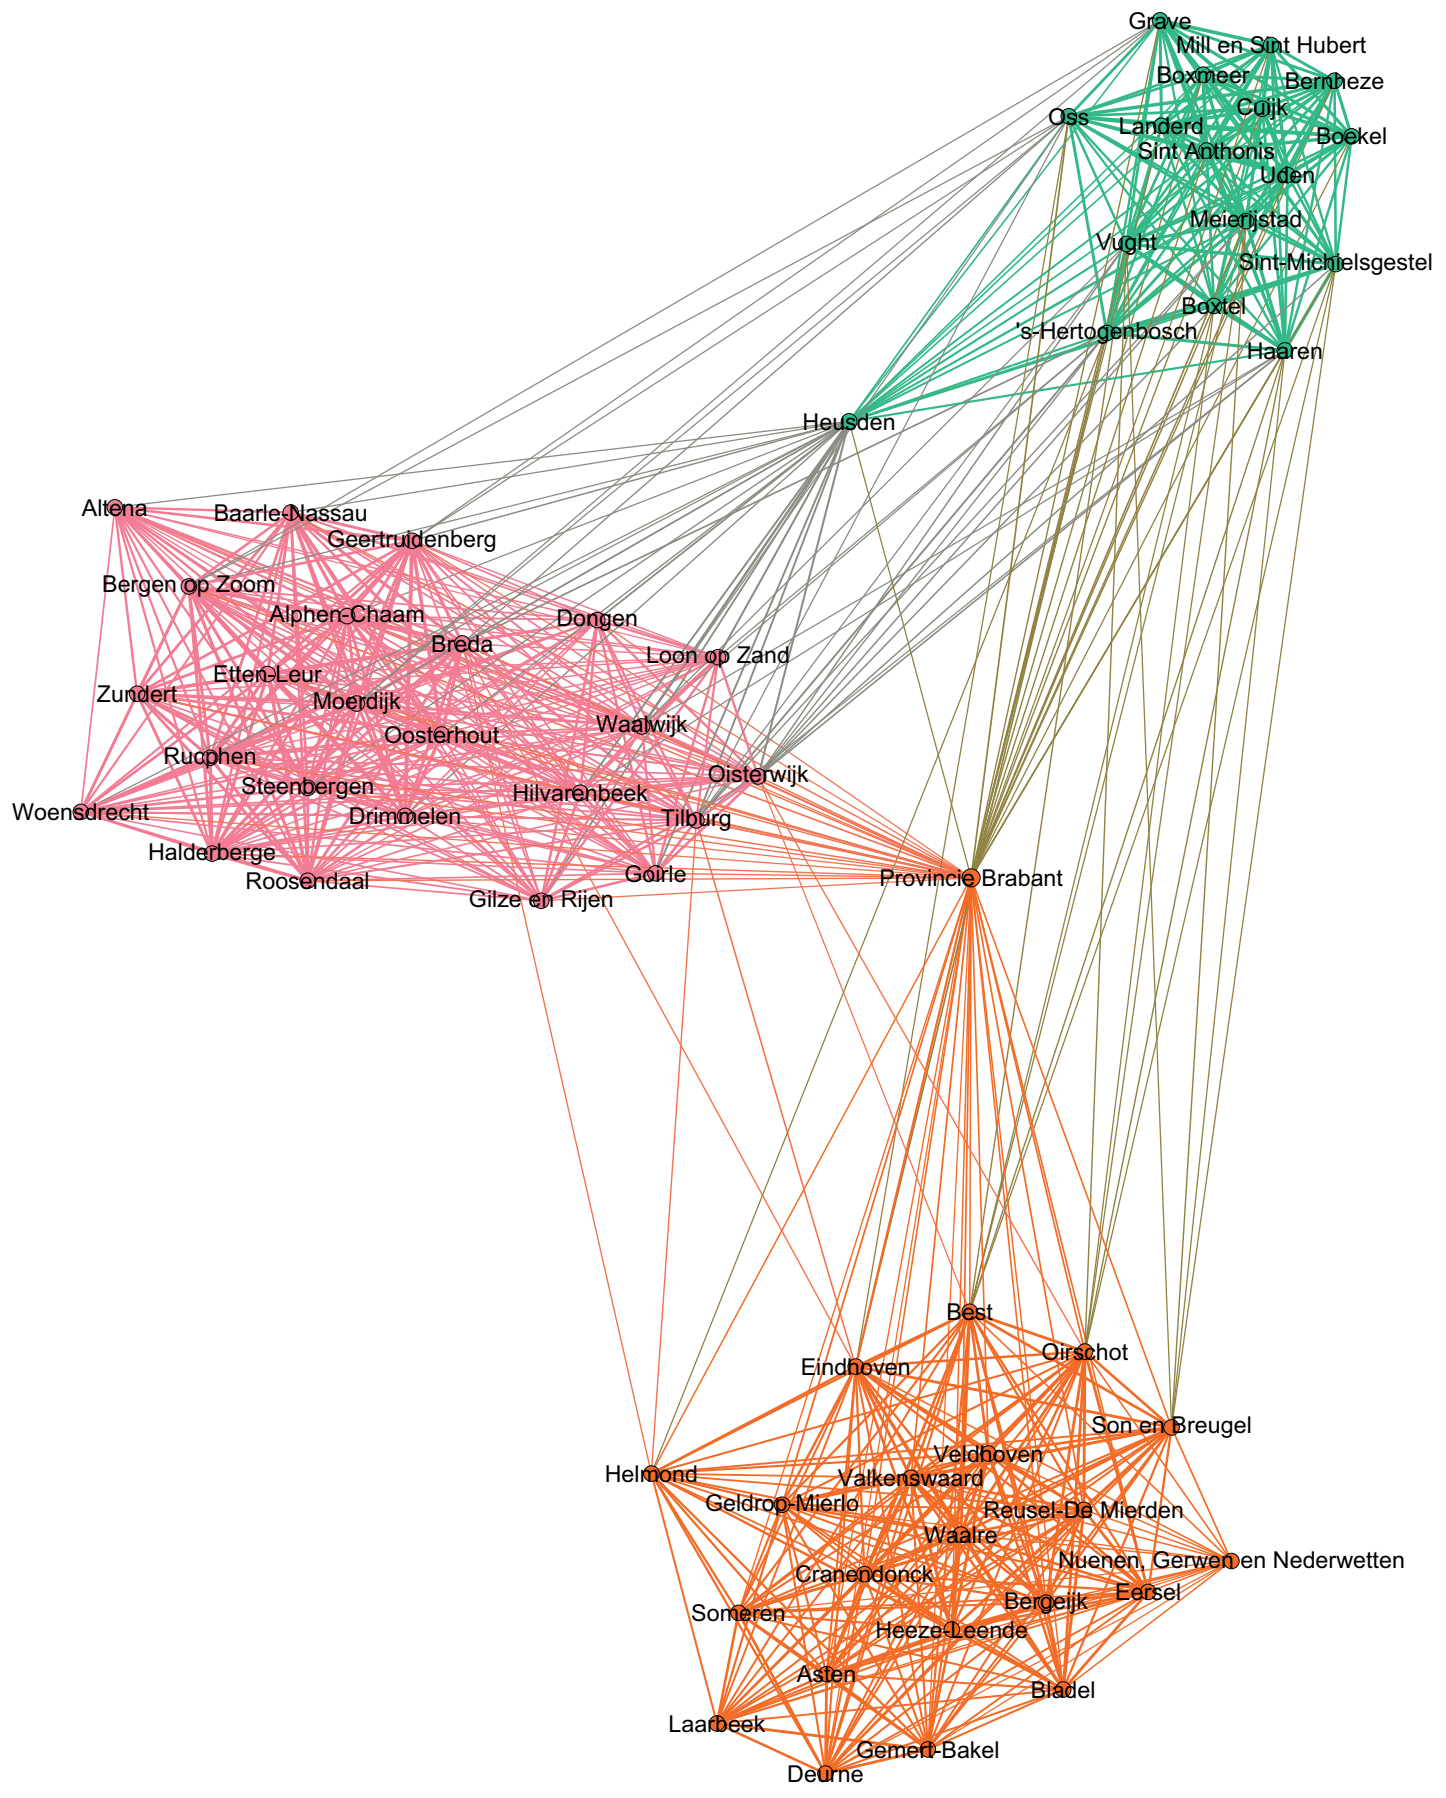 Grave
Mill en Sint Hubert
Boxmeer
Bernheze
Cuijk
Oss
Landerd
Boekel
Sint Anthonis
Uden
Meierijstad
Vught
Sint-Michielsgestel
Boxtel
's-Hertogenbosch
Haaren
Heusden
Altena
Baarle-Nassau
Geertruidenberg
Bergen op Zoom
Alphen-Chaam
Dongen
Breda
Loon op Zand
Etten-Leur
Zundert
Moerdijk
Waalwijk
Oosterhout
Rucphen
Oisterwijk
Steenbergen
Hilvarenbeek
Woensdrecht
Drimmelen
Tilburg
Halderberge
Goirle
Roosendaal
Provincie Brabant
Gilze en Rijen
Best
Oirschot
Eindhoven
Son en Breugel
Veldhoven
Helmond
Valkenswaard
Geldrop-Mierlo
Reusel-De Mierden
Waalre
Nuenen, Gerwen en Nederwetten
Cranendonck
Eersel
Bergeijk
Someren
Heeze-Leende
Asten
Bladel
Laarbeek
Gemert-Bakel
Deurne